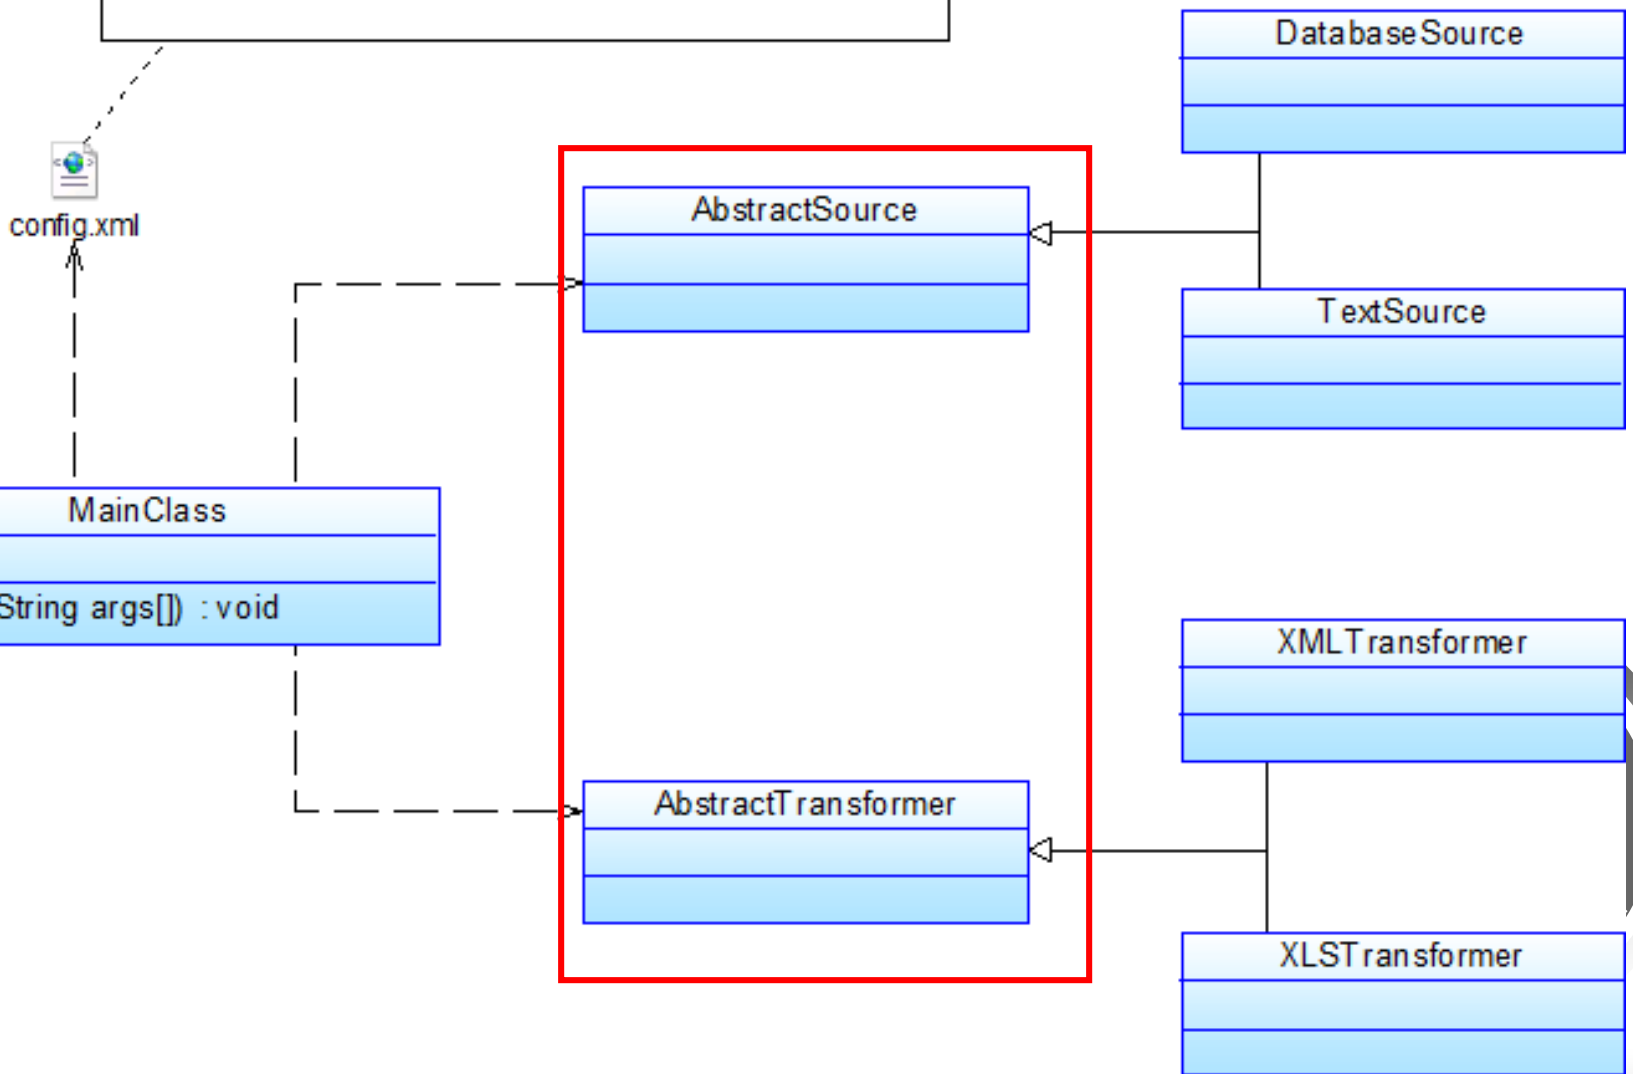 DatabaseSource
config.xml
AbstractSource
TextSource
MainClass
String args[]) : void
XMLTransformer
AbstractTransformer
XLSTransformer